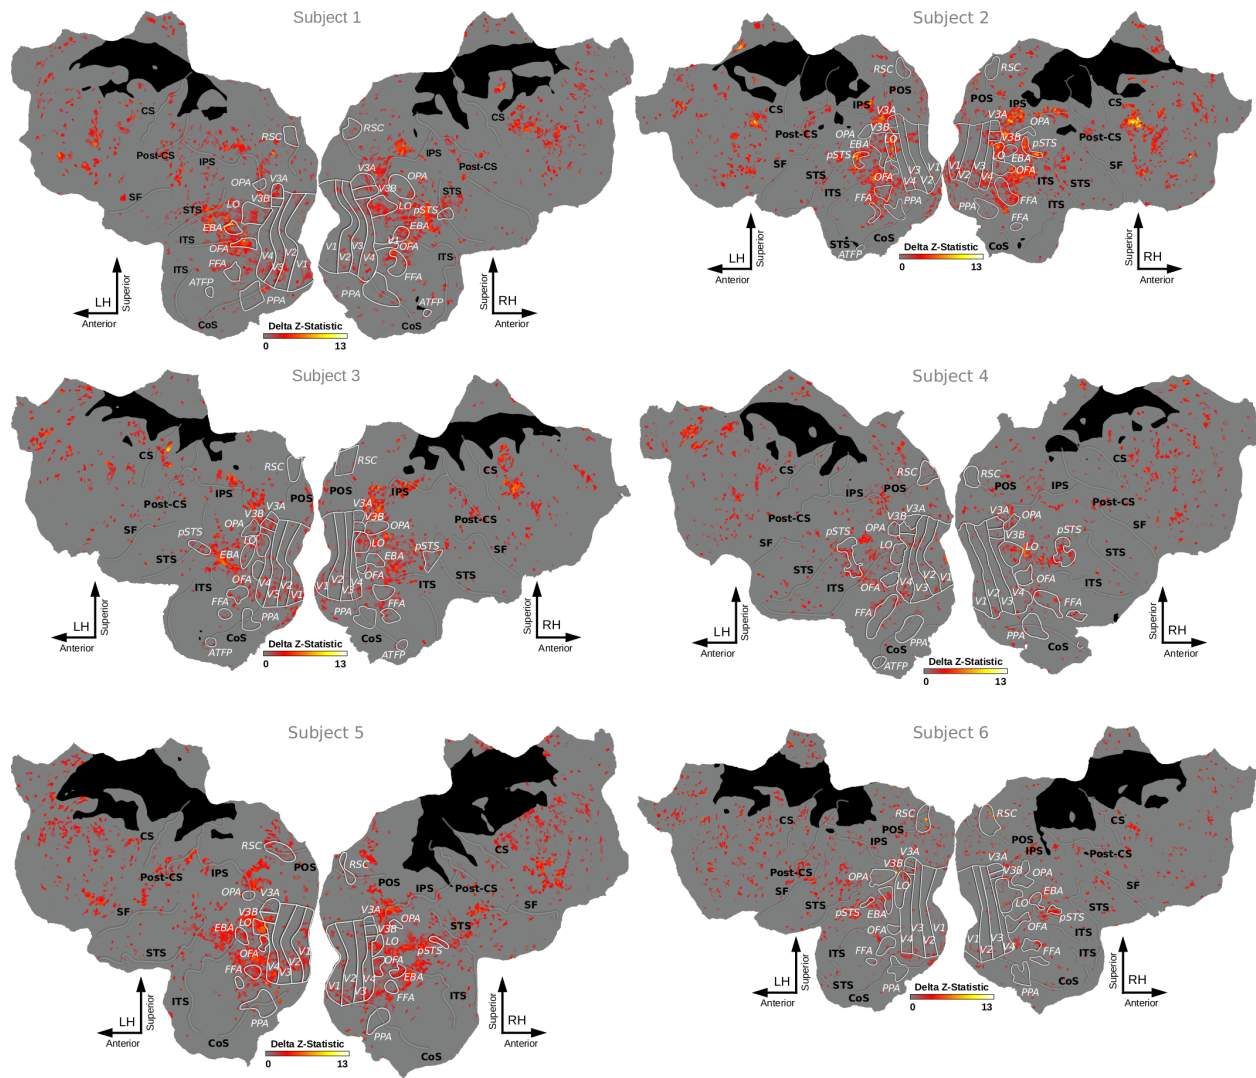 Subject 1
CS
CS
RSC
RSC
Post-CS
IPS
IPS
Post-CS
OPA
V3A
V3A
OPA
SF
V3B
V3B
STS
STS
LO
LO
pSTS
EBA
EBA
ITS
OFA
V1
OFA
ITS
V4
V2
V3
V1
V1
V2
V3
V4
ITS
FFA
FFA
ATFP
PPA
PPA
ATFP
CoS
CoS
LH
Superior
Anterior
Superior
RH
Anterior
Delta Z-Statistic
0 13
Subject 2
RSC
RSC
POS
POS
CS
IPS
IPS
CS
V3A
V3A
OPA
Post-CS
OPA
V3B
V3B
Post-CS
EBA
LO
LO
pSTS
pSTS
EBA
SF
SF
STS
OFA
OFA
STS
ITS
ITS
V3
V1
V4
V2
V1
V3
V2
V4
FFA
FFA
PPA
PPA
FFA
ITS
STS
CoS
CoS
ATFP
LH
Superior
Anterior
Superior
RH
Anterior
Delta Z-Statistic
0 13
Subject 3
CS
CS
RSC
RSC
IPS
IPS
POS
POS
Post-CS
Post-CS
V3A
V3A
V3B
V3B
OPA
OPA
SF
SF
pSTS
LO
LO
pSTS
EBA
EBA
STS
STS
OFA
OFA
ITS
ITS
V4
V2
V3
V1
V1
V2
V4
V3
FFA
FFA
PPA
PPA
CoS
CoS
ATFP
ATFP
LH
Superior
Anterior
Superior
RH
Anterior
Delta Z-Statistic
0 13
Subject 4
CS
CS
RSC
RSC
IPS
POS
POS
IPS
Post-CS
Post-CS
V3A
V3A
OPA
V3B
OPA
V3B
SF
SF
pSTS
pSTS
LO
LO
STS
STS
OFA
OFA
ITS
ITS
V4
V2
V1
V3
V1
V2
V3
V4
FFA
FFA
PPA
PPA
CoS
CoS
ATFP
LH
Superior
Anterior
Superior
RH
Anterior
Delta Z-Statistic
0 13
Subject 5
CS
CS
RSC
RSC
POS
POS
Post-CS
IPS
IPS
Post-CS
OPA
V3A
V3A
OPA
SF
SF
V3B
V3B
LO
LO
EBA
STS
pSTS
STS
OFA
OFA
V1
V4
V2
V3
V1
V2
V4
V3
FFA
EBA
FFA
ITS
ITS
PPA
PPA
CoS
CoS
LH
Superior
Anterior
Superior
RH
Anterior
Delta Z-Statistic
0 13
Subject 6
RSC
RSC
CS
CS
POS
POS
IPS
IPS
Post-CS
Post-CS
V3A
V3A
V3B
V3B
OPA
OPA
SF
SF
LO
LO
EBA
EBA
STS
STS
pSTS
pSTS
OFA
OFA
ITS
ITS
ITS
V3
V1
V4
V2
V1
V3
V2
V4
FFA
FFA
STS
PPA
PPA
CoS
CoS
LH
Superior
Anterior
Superior
RH
Anterior
Delta Z-Statistic
0 13